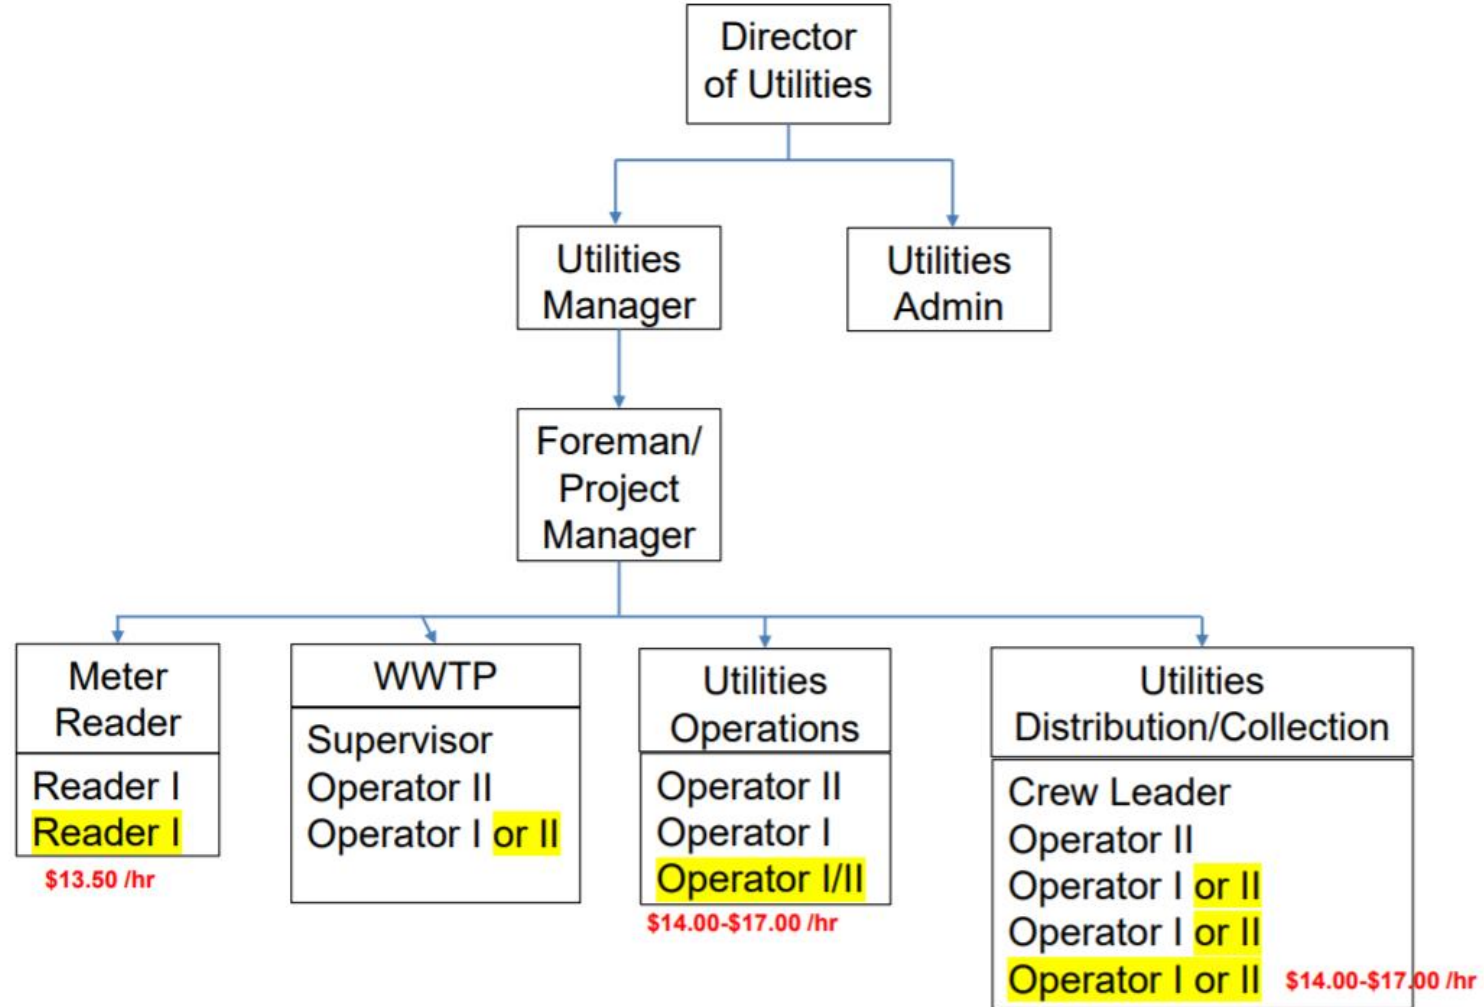 Director
of Utilities
Utilities
Manager
Utilities
Admin
Foreman/
Project
Manager
Meter
Reader
Reader I
Reader I
$13.50 /hr
WWTP
Supervisor
Operator II
Operator I or II
Utilities
Operations
Operator II
Operator I
Operator I/II
$14.00-$17.00 /hr
Utilities
Distribution/Collection
Crew Leader
Operator II
Operator I or II
Operator I or II
Operator I or II
$14.00-$17.00 /hr